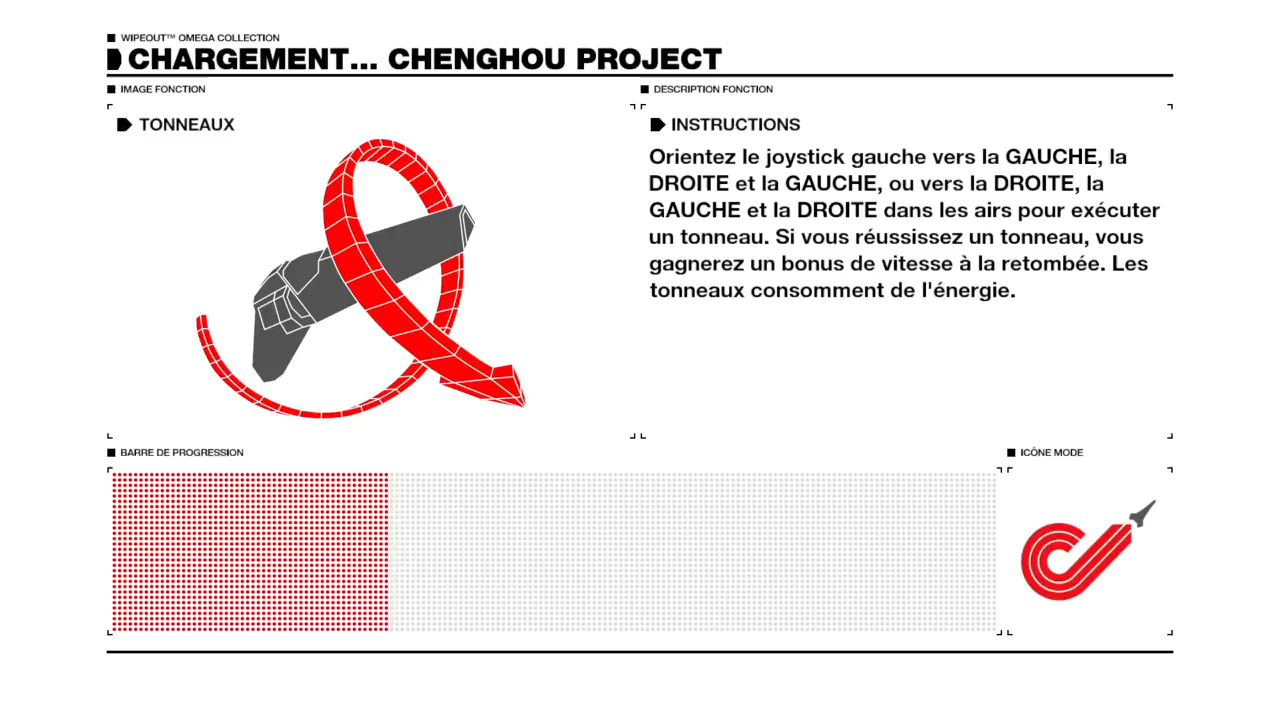 WIPEOUT™ OMEGA COLLECTION
CHARGEMENT... CHENGHOU PROJECT
IMAGE FONCTION
DESCRIPTION FONCTION
TONNEAUX
INSTRUCTIONS
Orientez le joystick gauche vers la GAUCHE, la
DROITE et la GAUCHE, ou vers la DROITE, la
GAUCHE et la DROITE dans les airs pour exécuter
un tonneau. Si vous réussissez un tonneau, vous
gagnerez un bonus de vitesse à la retombée. Les
tonneaux consomment de l'énergie.
BARRE DE PROGRESSION
ICÔNE MODE